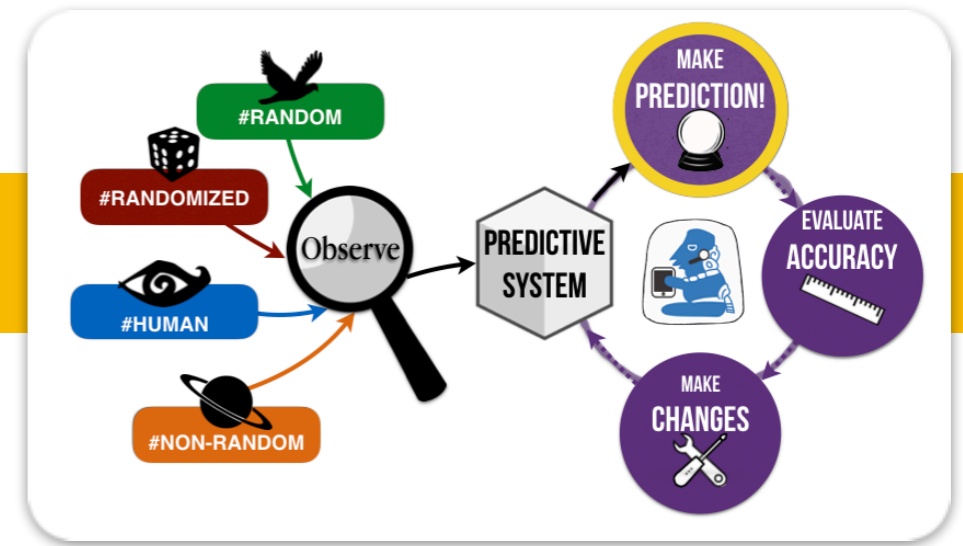 #RANDOM
#RANDOMIZED
#HUMAN
#NON-RANDOM
Observe
PREDICTIVE
SYSTEM
MAKE
PREDICTION!
EVALUATE
ACCURACY
MAKE
CHANGES